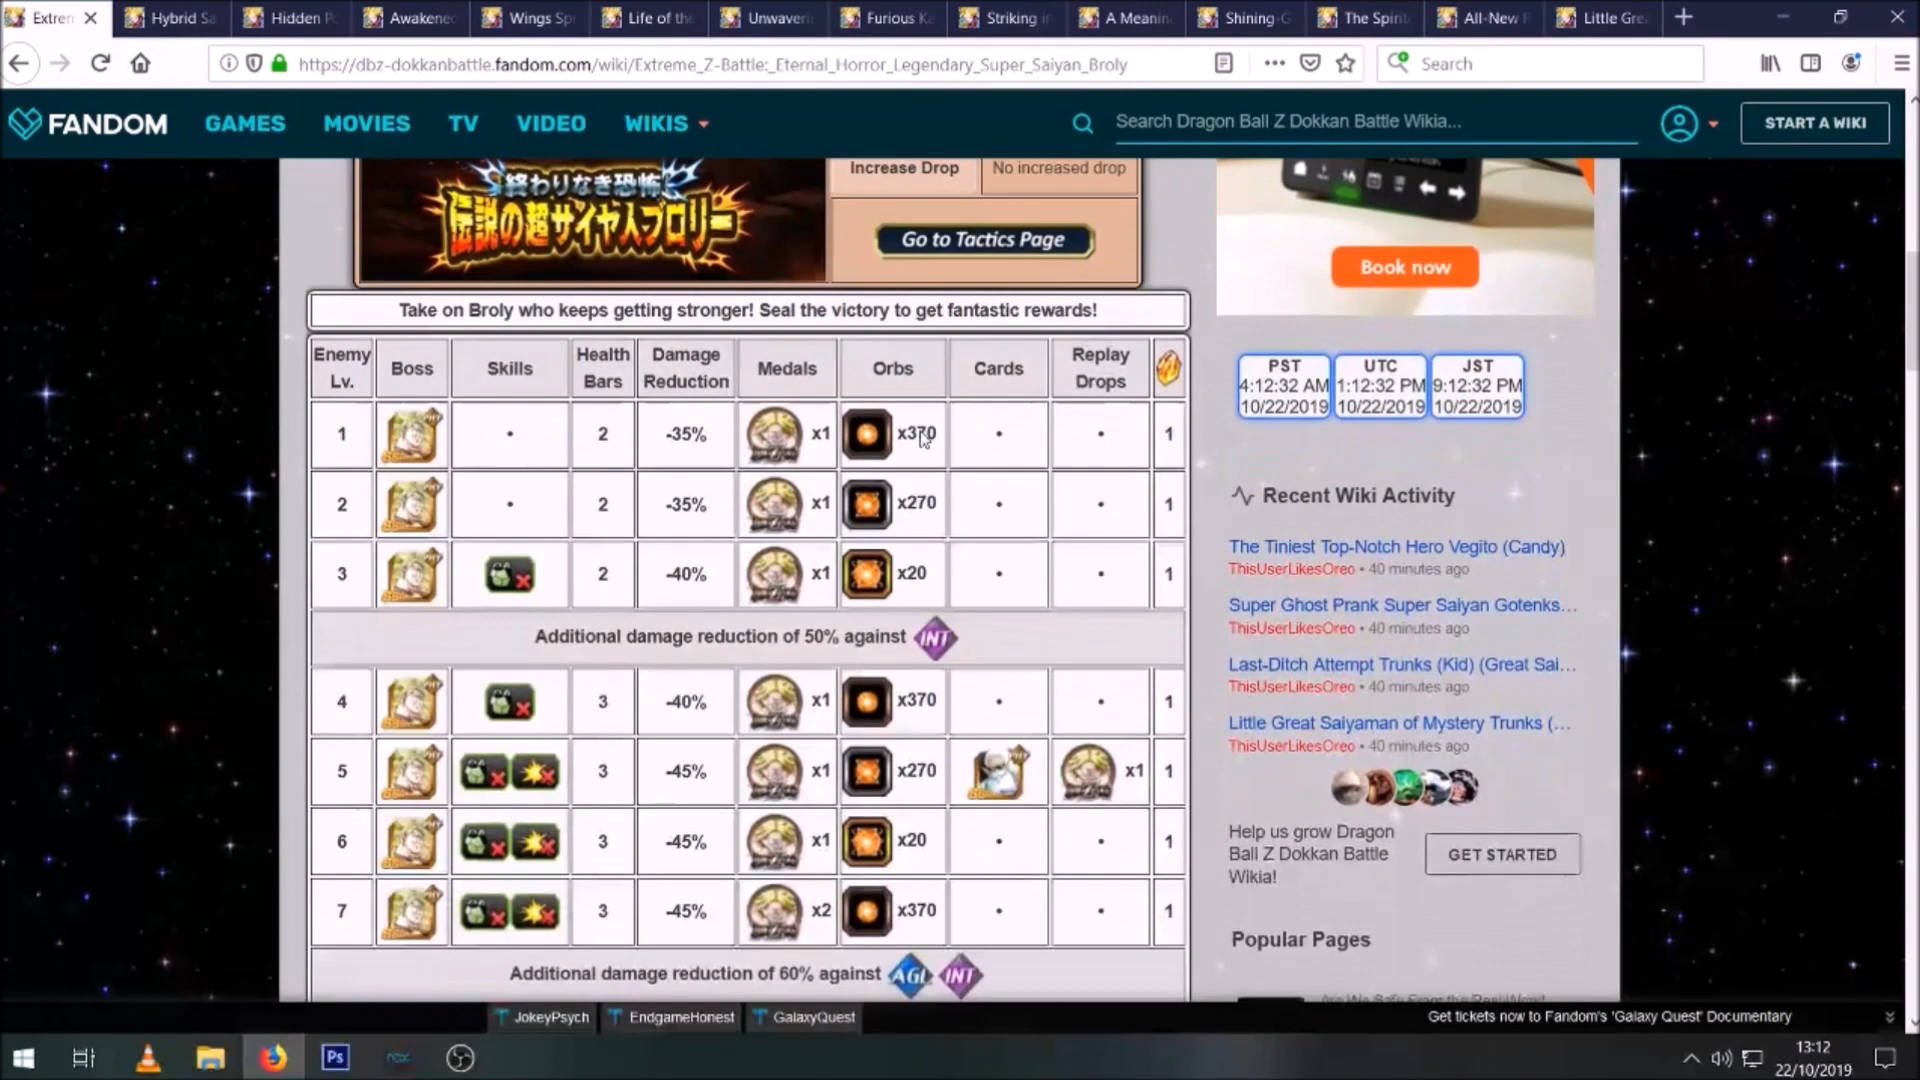 Extrem
Hybrid Sa
Hidden P
Awakened
Wings Sp
Life of the
Unwaveri
Furious K
Striking i
A Meanin
Shining-G
The Spirit
All-New
Little Gre
https://dbz-dokkanbattle.fandom.com/wiki/Extreme_Z-Battle:_Eternal_Horror_Legendary_Super_Saiyan_Broly
Search
FANDOM
GAMES
MOVIES
TV
VIDEO
WIKIS
Search Dragon Ball Z Dokkan Battle Wikia...
START A WIKI
終わりなき恐怖
伝説の超サイヤ人ブロリー
Increase Drop No increased drop
Go to Tactics Page
Book now
Take on Broly who keeps getting stronger! Seal the victory to get fantastic rewards!
Enemy Lv. Boss Skills Health Bars Damage Reduction Medals Orbs Cards Replay Drops
1 • 2 -35% x1 x370 • • 1
2 • 2 -35% x1 x270 • • 1
3 2 -40% x1 x20 • • 1
Additional damage reduction of 50% against INT
4 3 -40% x1 x370 • • 1
5 3 -45% x1 x270 x1 1
6 3 -45% x1 x20 • • 1
7 3 -45% x2 x370 • • 1
Additional damage reduction of 60% against AGL INT
PST UTC JST
4:12:32 AM 1:12:32 PM 9:12:32 PM
10/22/2019 10/22/2019 10/22/2019
Recent Wiki Activity
The Tiniest Top-Notch Hero Vegito (Candy)
ThisUserLikesOreo • 40 minutes ago
Super Ghost Prank Super Saiyan Gotenks...
ThisUserLikesOreo • 40 minutes ago
Last-Ditch Attempt Trunks (Kid) (Great Sai...
ThisUserLikesOreo • 40 minutes ago
Little Great Saiyaman of Mystery Trunks (...
ThisUserLikesOreo • 40 minutes ago
Help us grow Dragon
Ball Z Dokkan Battle
Wikia!
GET STARTED
Popular Pages
JokeyPsych
EndgameHonest
GalaxyQuest
Get tickets now to Fandom's 'Galaxy Quest' Documentary
Ps
nox
13:12
22/10/2019